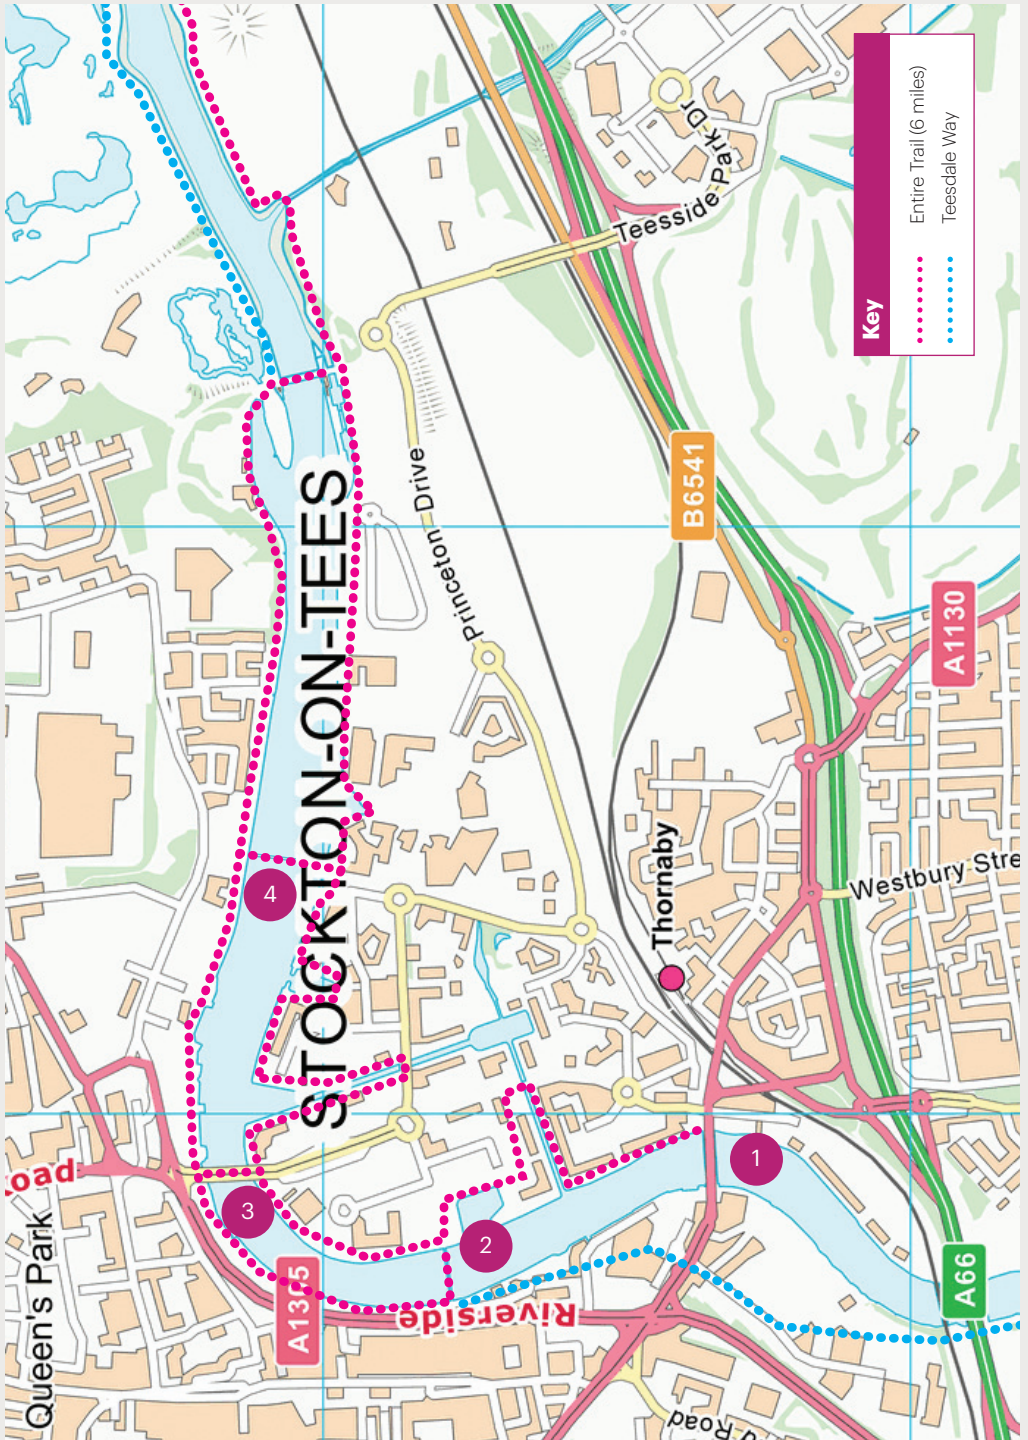 Key
Entire Trail (6 miles)
Teesdale Way
Teesside Park Dr
Princeton Drive
B6541
A1130
STOCKTON-ON-TEES
Thornaby
Westbury Stre
4
3
2
1
oad
Queen's Park
A1305
Riverside
A66
d Road